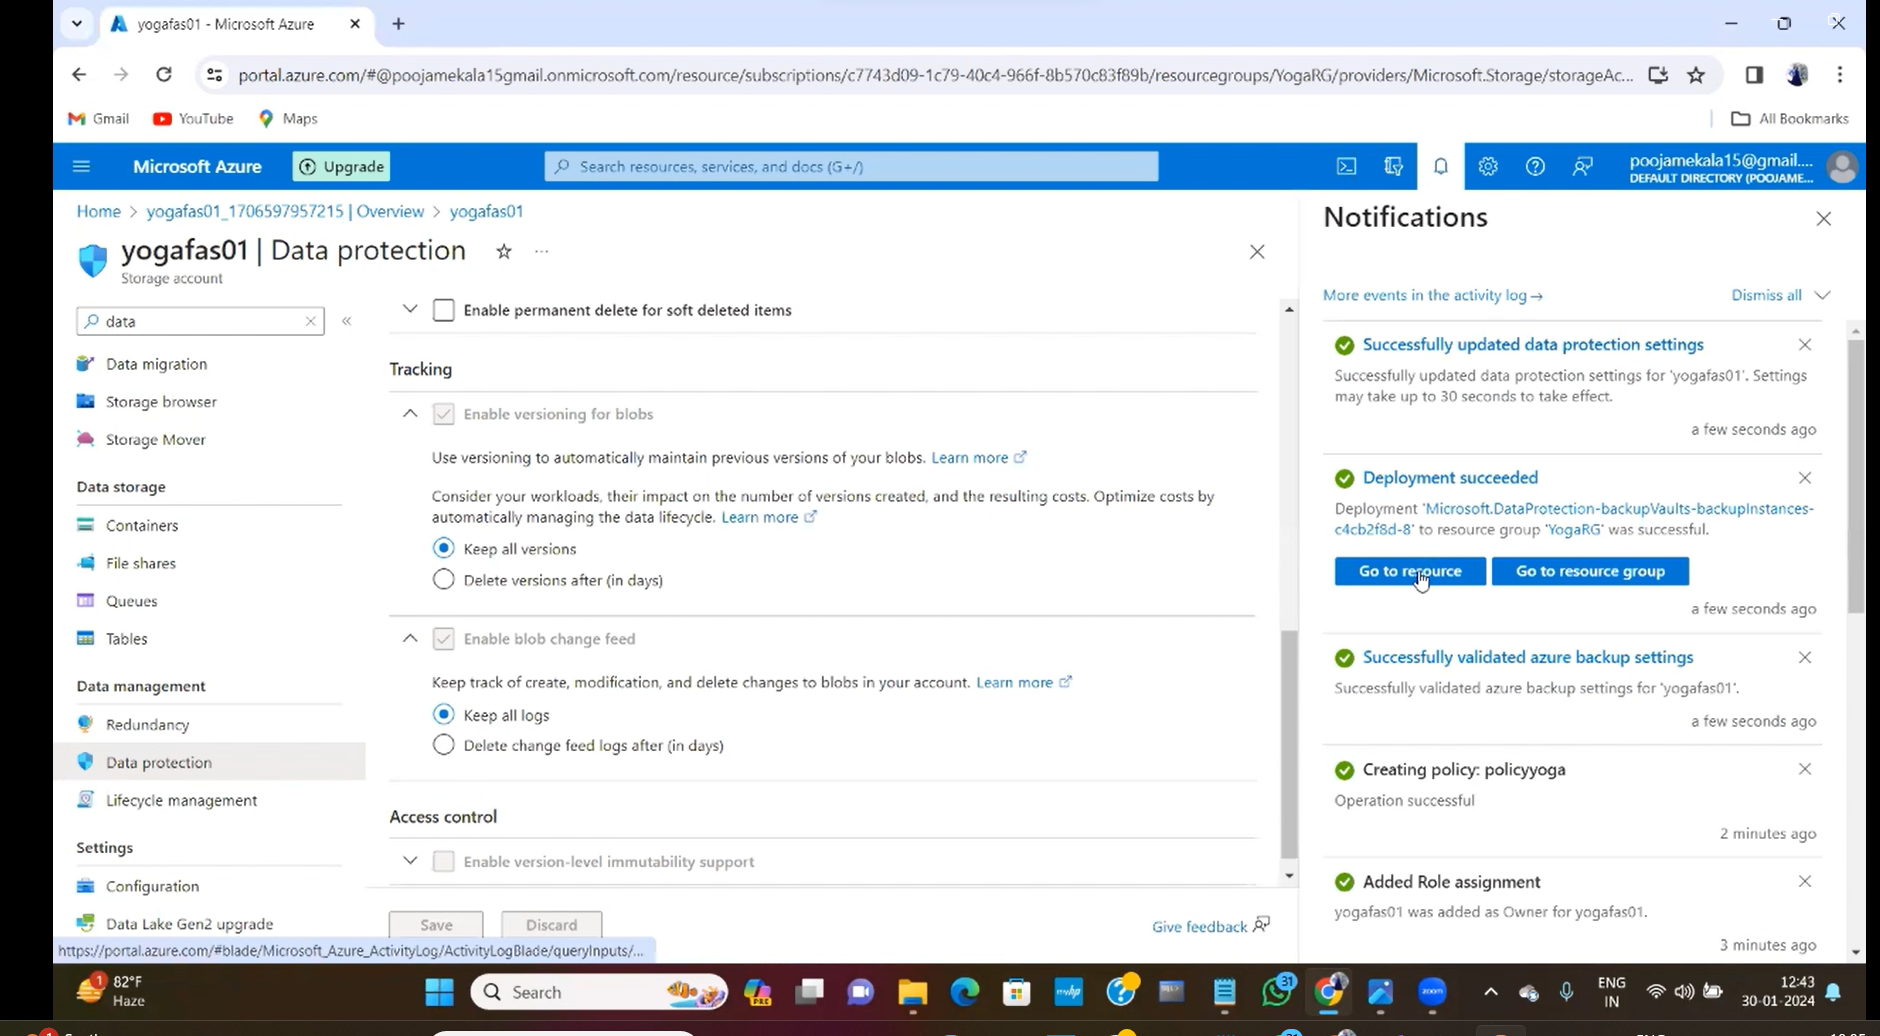 yogafas01 - Microsoft Azure
portal.azure.com/#@poojamekala15gmail.onmicrosoft.com/resource/subscriptions/c7743d09-1c79-40c4-966f-8b570c83f89b/resourcegroups/YogaRG/providers/Microsoft.Storage/storageAc...
Gmail YouTube Maps All Bookmarks
Microsoft Azure Upgrade Search resources, services, and docs (G+/) poojamekala15@gmail....
DEFAULT DIRECTORY (POOJAME...
Home > yogafas01_1706597957215 | Overview > yogafas01
yogafas01 | Data protection
Storage account
data
Data migration
Storage browser
Storage Mover
Data storage
Containers
File shares
Queues
Tables
Data management
Redundancy
Data protection
Lifecycle management
Settings
Configuration
Data Lake Gen2 upgrade
Enable permanent delete for soft deleted items
Tracking
Enable versioning for blobs
Use versioning to automatically maintain previous versions of your blobs. Learn more
Consider your workloads, their impact on the number of versions created, and the resulting costs. Optimize costs by
automatically managing the data lifecycle. Learn more
Keep all versions
Delete versions after (in days)
Enable blob change feed
Keep track of create, modification, and delete changes to blobs in your account. Learn more
Keep all logs
Delete change feed logs after (in days)
Access control
Enable version-level immutability support
Save Discard Give feedback
Notifications
More events in the activity log → Dismiss all
Successfully updated data protection settings
Successfully updated data protection settings for 'yogafas01'. Settings
may take up to 30 seconds to take effect.
a few seconds ago
Deployment succeeded
Deployment 'Microsoft.DataProtection-backupVaults-backupInstances-
c4cb2f8d-8' to resource group 'YogaRG' was successful.
Go to resource Go to resource group
a few seconds ago
Successfully validated azure backup settings
Successfully validated azure backup settings for 'yogafas01'.
a few seconds ago
Creating policy: policyyoga
Operation successful
2 minutes ago
Added Role assignment
yogafas01 was added as Owner for yogafas01.
3 minutes ago
https://portal.azure.com/#blade/Microsoft_Azure_ActivityLog/ActivityLogBlade/queryInputs/...
1
82°F
Haze
Search
PRE
myhp
31
zoom
ENG
IN
12:43
30-01-2024